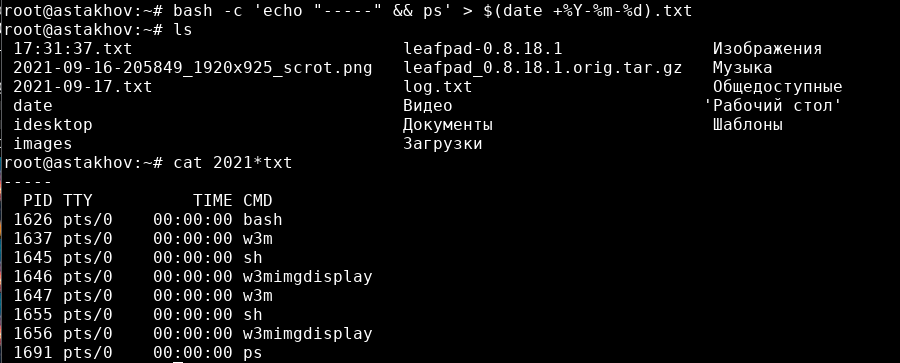 root@astakhov:~# bash -c 'echo "-----" && ps' > $(date +%Y-%m-%d).txt
root@astakhov:~# ls
 17:31:37.txt                           leafpad-0.8.18.1               Изображения
 2021-09-16-205849_1920x925_scrot.png   leafpad_0.8.18.1.orig.tar.gz   Музыка
 2021-09-17.txt                         log.txt                        Общедоступные
 date                                   Видео                         'Рабочий стол'
 idesktop                               Документы                      Шаблоны
 images                                 Загрузки
root@astakhov:~# cat 2021*txt
-----
  PID TTY          TIME CMD
 1626 pts/0    00:00:00 bash
 1637 pts/0    00:00:00 w3m
 1645 pts/0    00:00:00 sh
 1646 pts/0    00:00:00 w3mimgdisplay
 1647 pts/0    00:00:00 w3m
 1655 pts/0    00:00:00 sh
 1656 pts/0    00:00:00 w3mimgdisplay
 1691 pts/0    00:00:00 ps